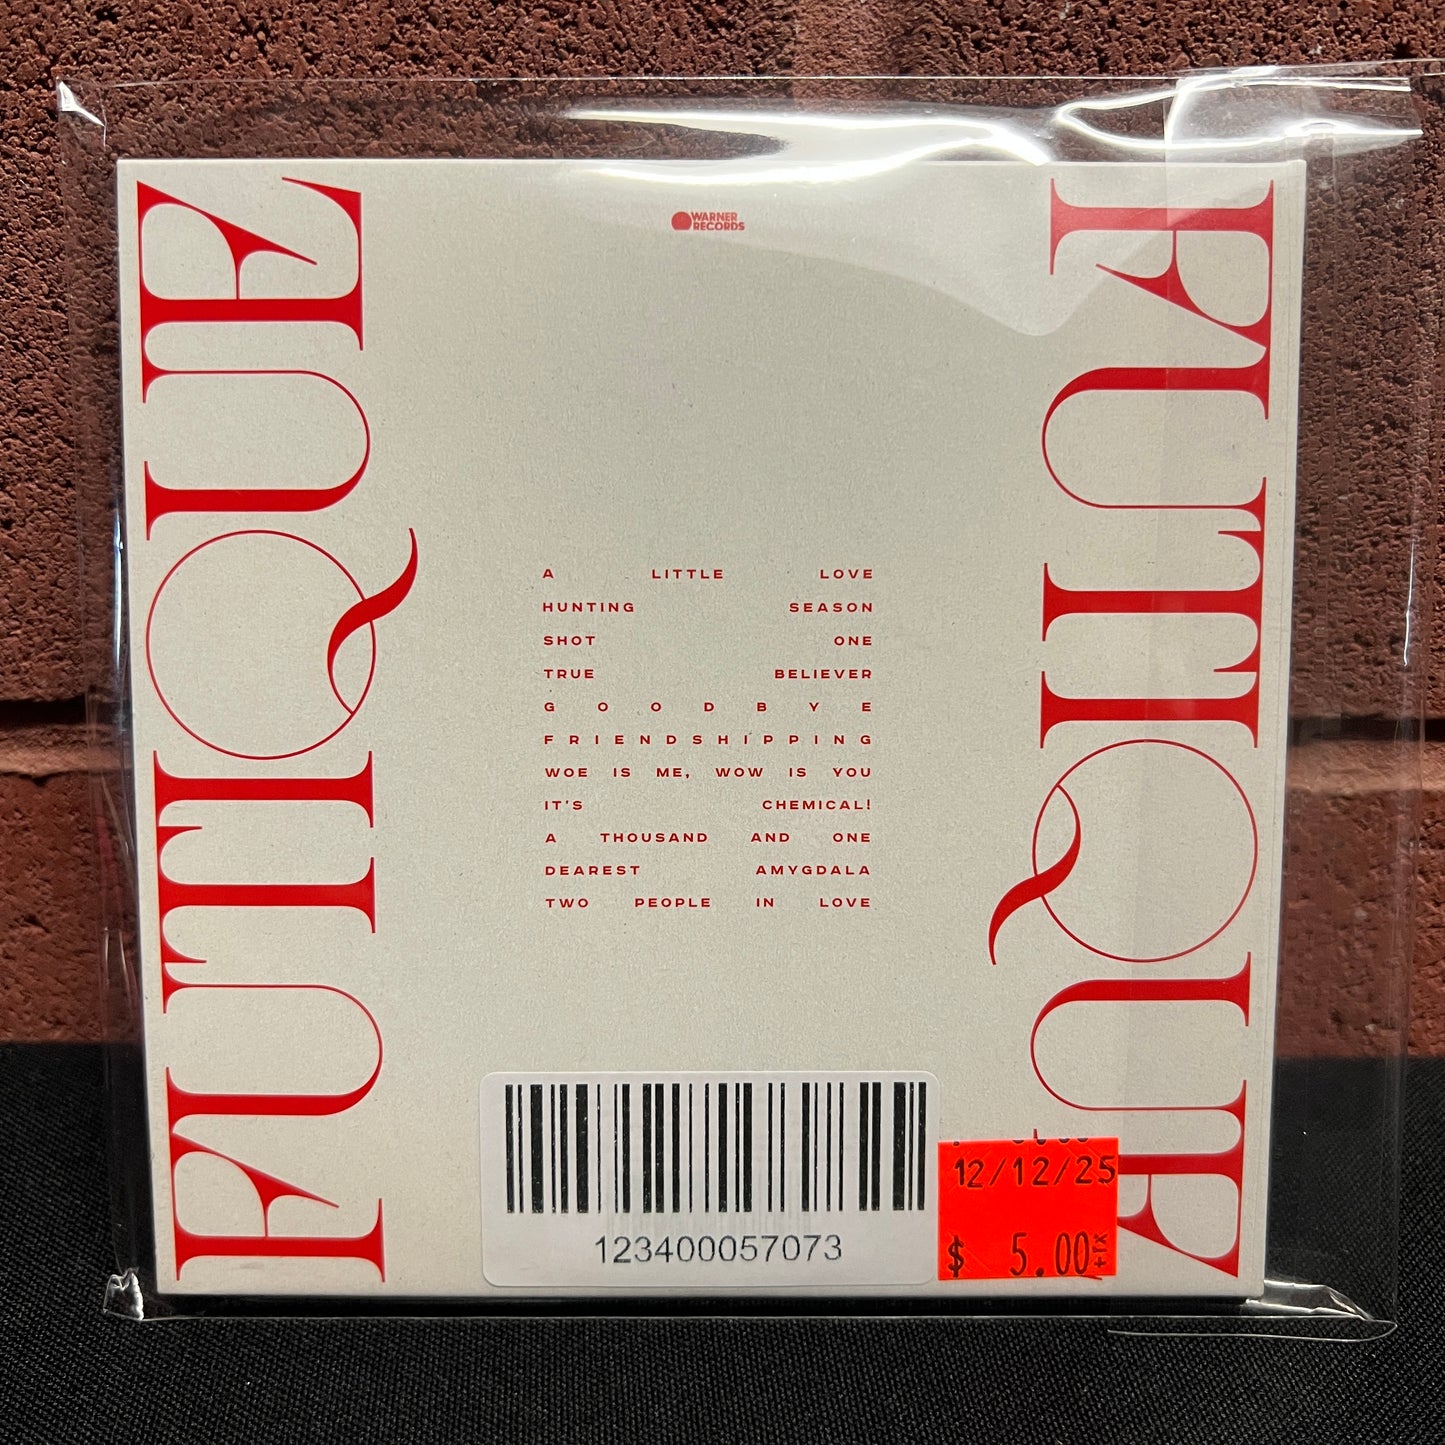 WARNER
RECORDS
FUTIQUE
FUTIQUE
A LITTLE LOVE
HUNTING SEASON
SHOT ONE
TRUE BELIEVER
GOODBYE
FRIENDSHIPPING
WOE IS ME, WOW IS YOU
IT'S CHEMICAL!
A THOUSAND AND ONE
DEAREST AMYGDALA
TWO PEOPLE IN LOVE
123400057073
12/12/25
$ 5.00 +TX